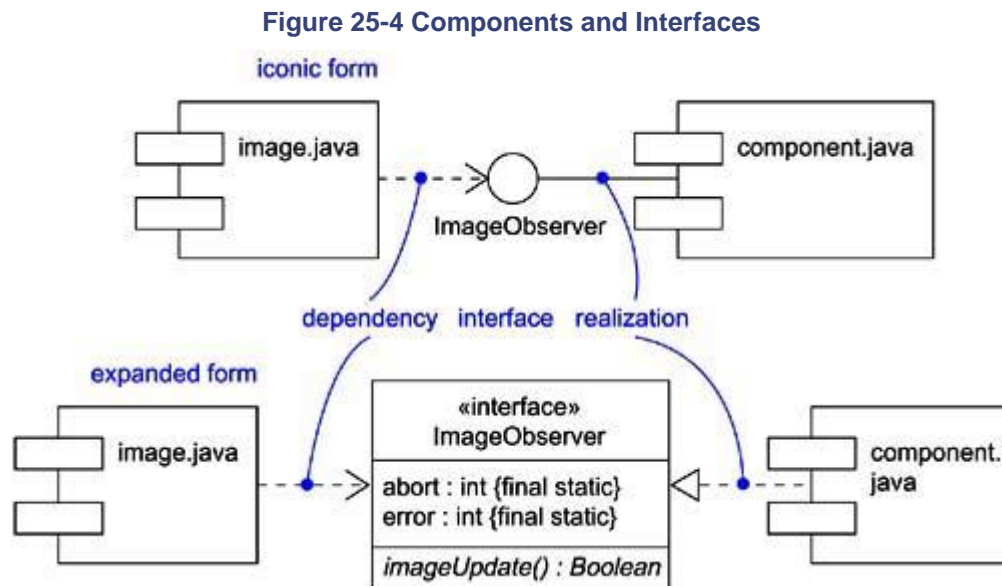 Figure 25-4 Components and Interfaces
iconic form
image.java
component.java
ImageObserver
dependency interface realization
expanded form
image.java
«interface»
ImageObserver
component.
java
abort : int {final static}
error : int {final static}
imageUpdate() : Boolean